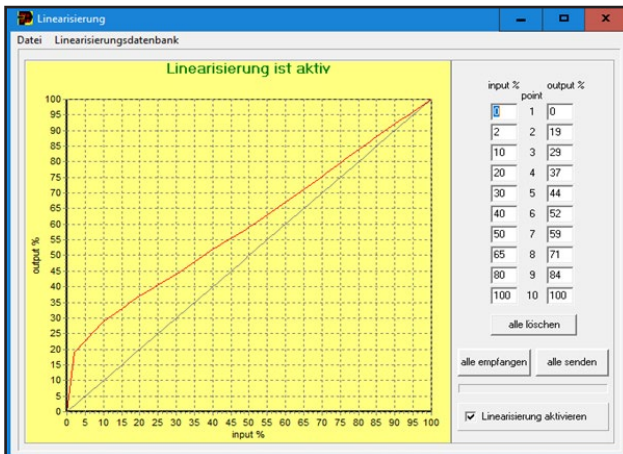 Linearisierung
Datei Linearisierungsdatenbank
Linearisierung ist aktiv
output %
100
95
90
85
80
75
70
65
60
55
50
45
40
35
30
25
20
15
10
5
0
0 5 10 15 20 25 30 35 40 45 50 55 60 65 70 75 80 85 90 95 100
input %
input % output %
point
0 1 0
2 2 19
10 3 29
20 4 37
30 5 44
40 6 52
50 7 59
65 8 71
80 9 84
100 10 100
alle löschen
alle empfangen alle senden
Linearisierung aktivieren